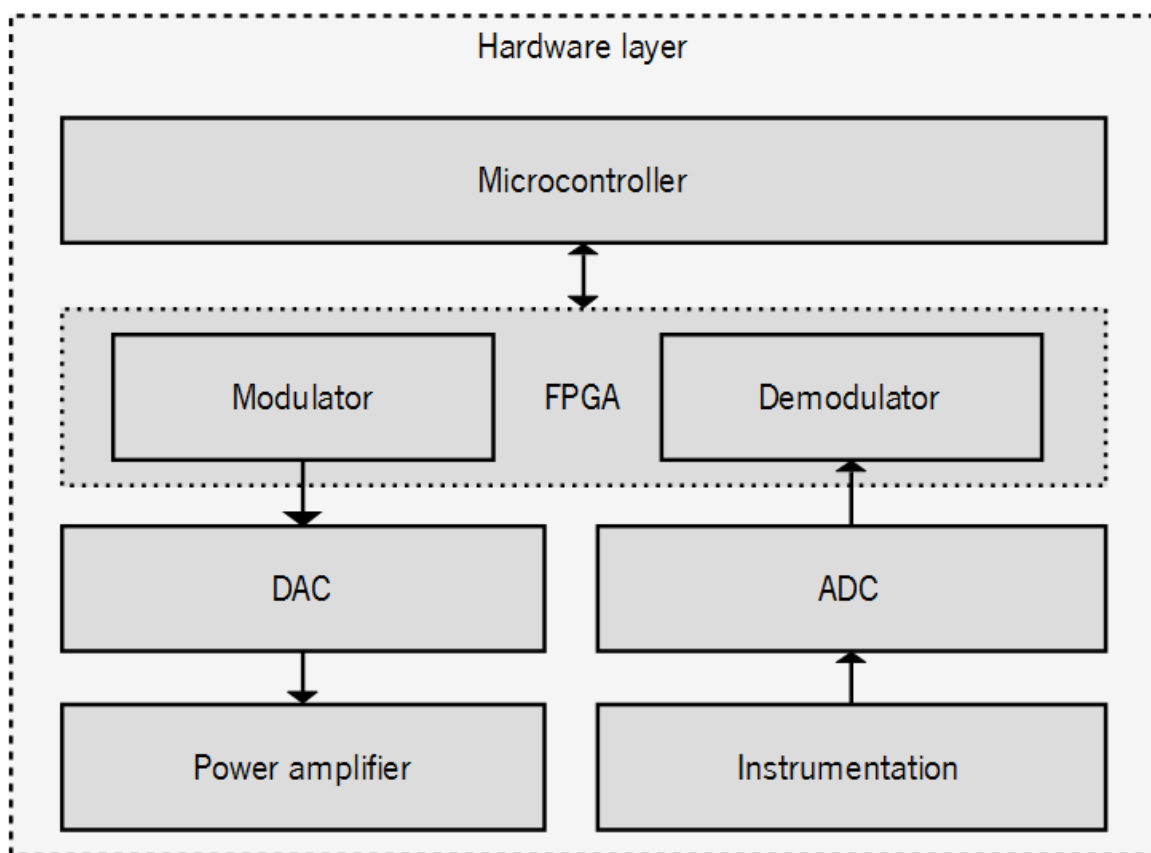 Hardware layer
Microcontroller
Modulator
FPGA
Demodulator
DAC
ADC
Power amplifier
Instrumentation